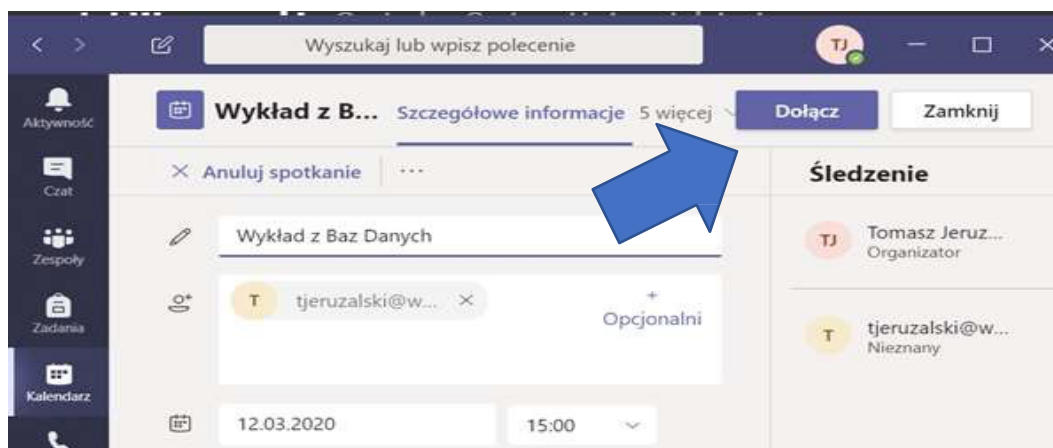 Wyszukaj lub wpisz polecenie
TJ
Aktywność
Czat
Zespoły
Zadania
Kalendarz
Wykład z B... Szczegółowe informacje 5 więcej
Dołącz
Zamknij
Anuluj spotkanie ...
Wykład z Baz Danych
T tjeruzalski@w...
+
Opcjonalni
12.03.2020 15:00
Śledzenie
TJ Tomasz Jeruz...
Organizator
T tjeruzalski@w...
Nieznany